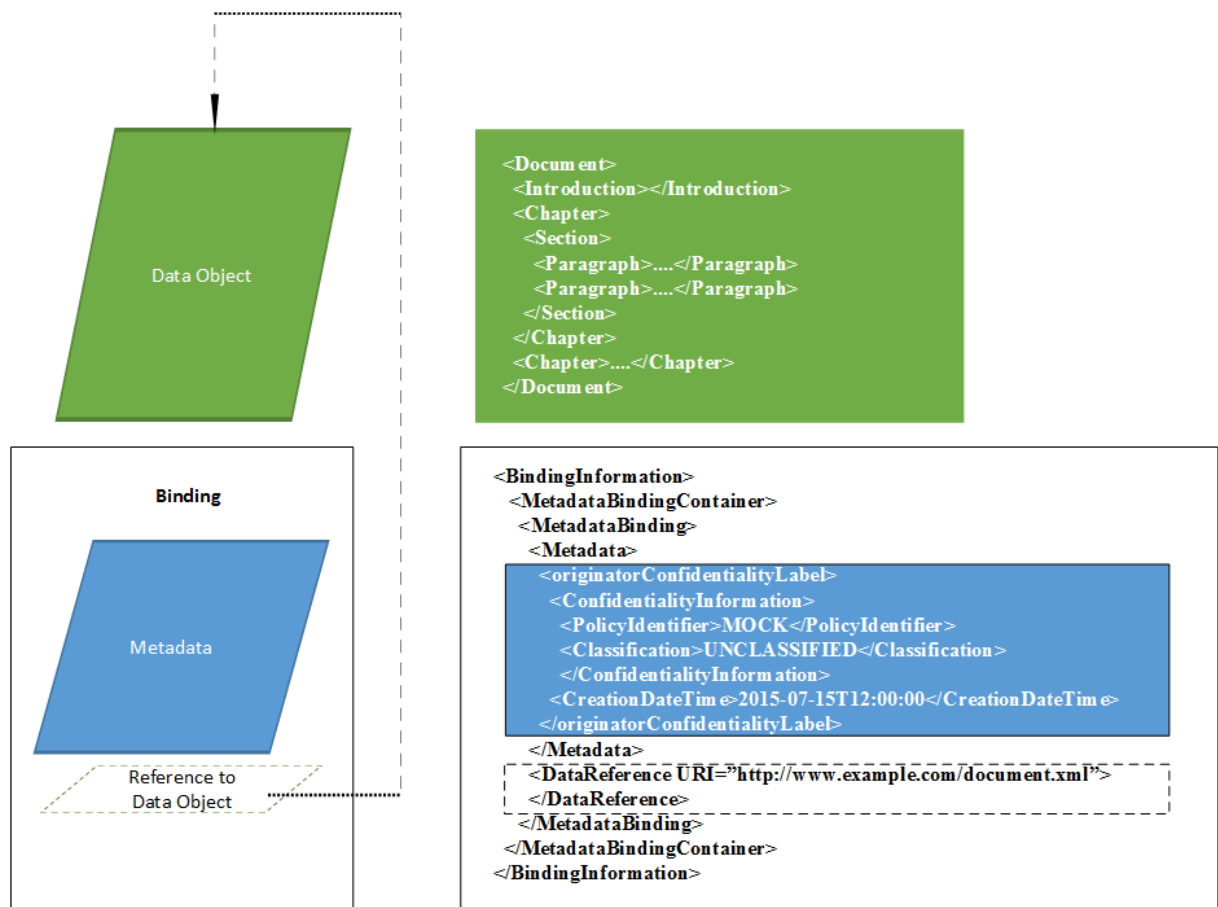 Data Object
<Document>
<Introduction></Introduction>
<Chapter>
<Section>
<Paragraph>....</Paragraph>
<Paragraph>....</Paragraph>
</Section>
</Chapter>
<Chapter>....</Chapter>
</Document>
Binding
Metadata
Reference to
Data Object
<BindingInformation>
<MetadataBindingContainer>
<MetadataBinding>
<Metadata>
<originatorConfidentialityLabel>
<ConfidentialityInformation>
<PolicyIdentifier>MOCK</PolicyIdentifier>
<Classification>UNCLASSIFIED</Classification>
</ConfidentialityInformation>
<CreationDateTime>2015-07-15T12:00:00</CreationDateTime>
</originatorConfidentialityLabel>
</Metadata>
<DataReference URI=”http://www.example.com/document.xml”>
</DataReference>
</MetadataBinding>
</MetadataBindingContainer>
</BindingInformation>